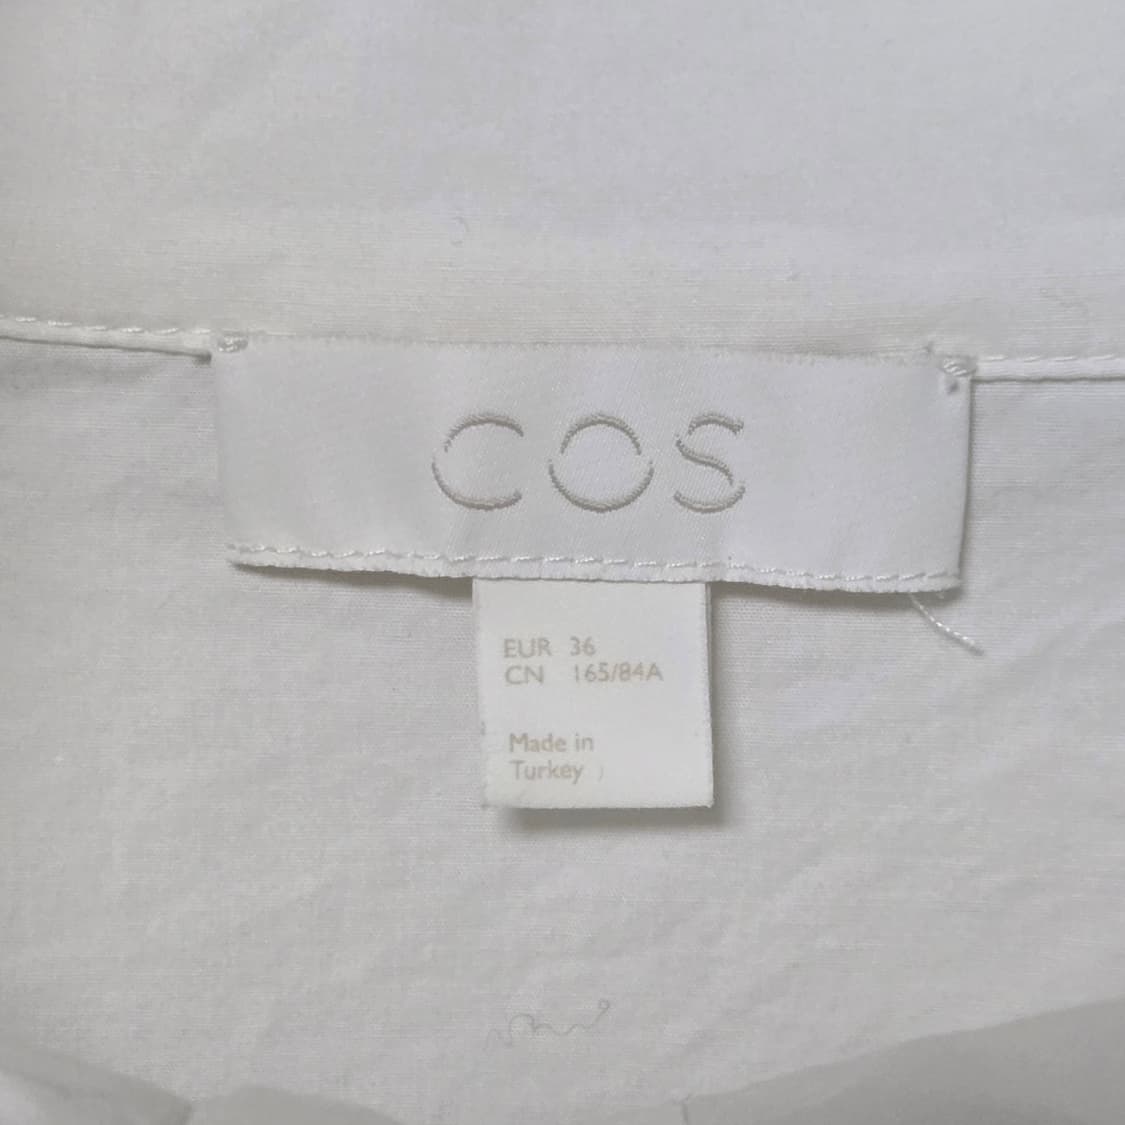 COS
EUR 36
CN 165/84A
Made in
Turkey